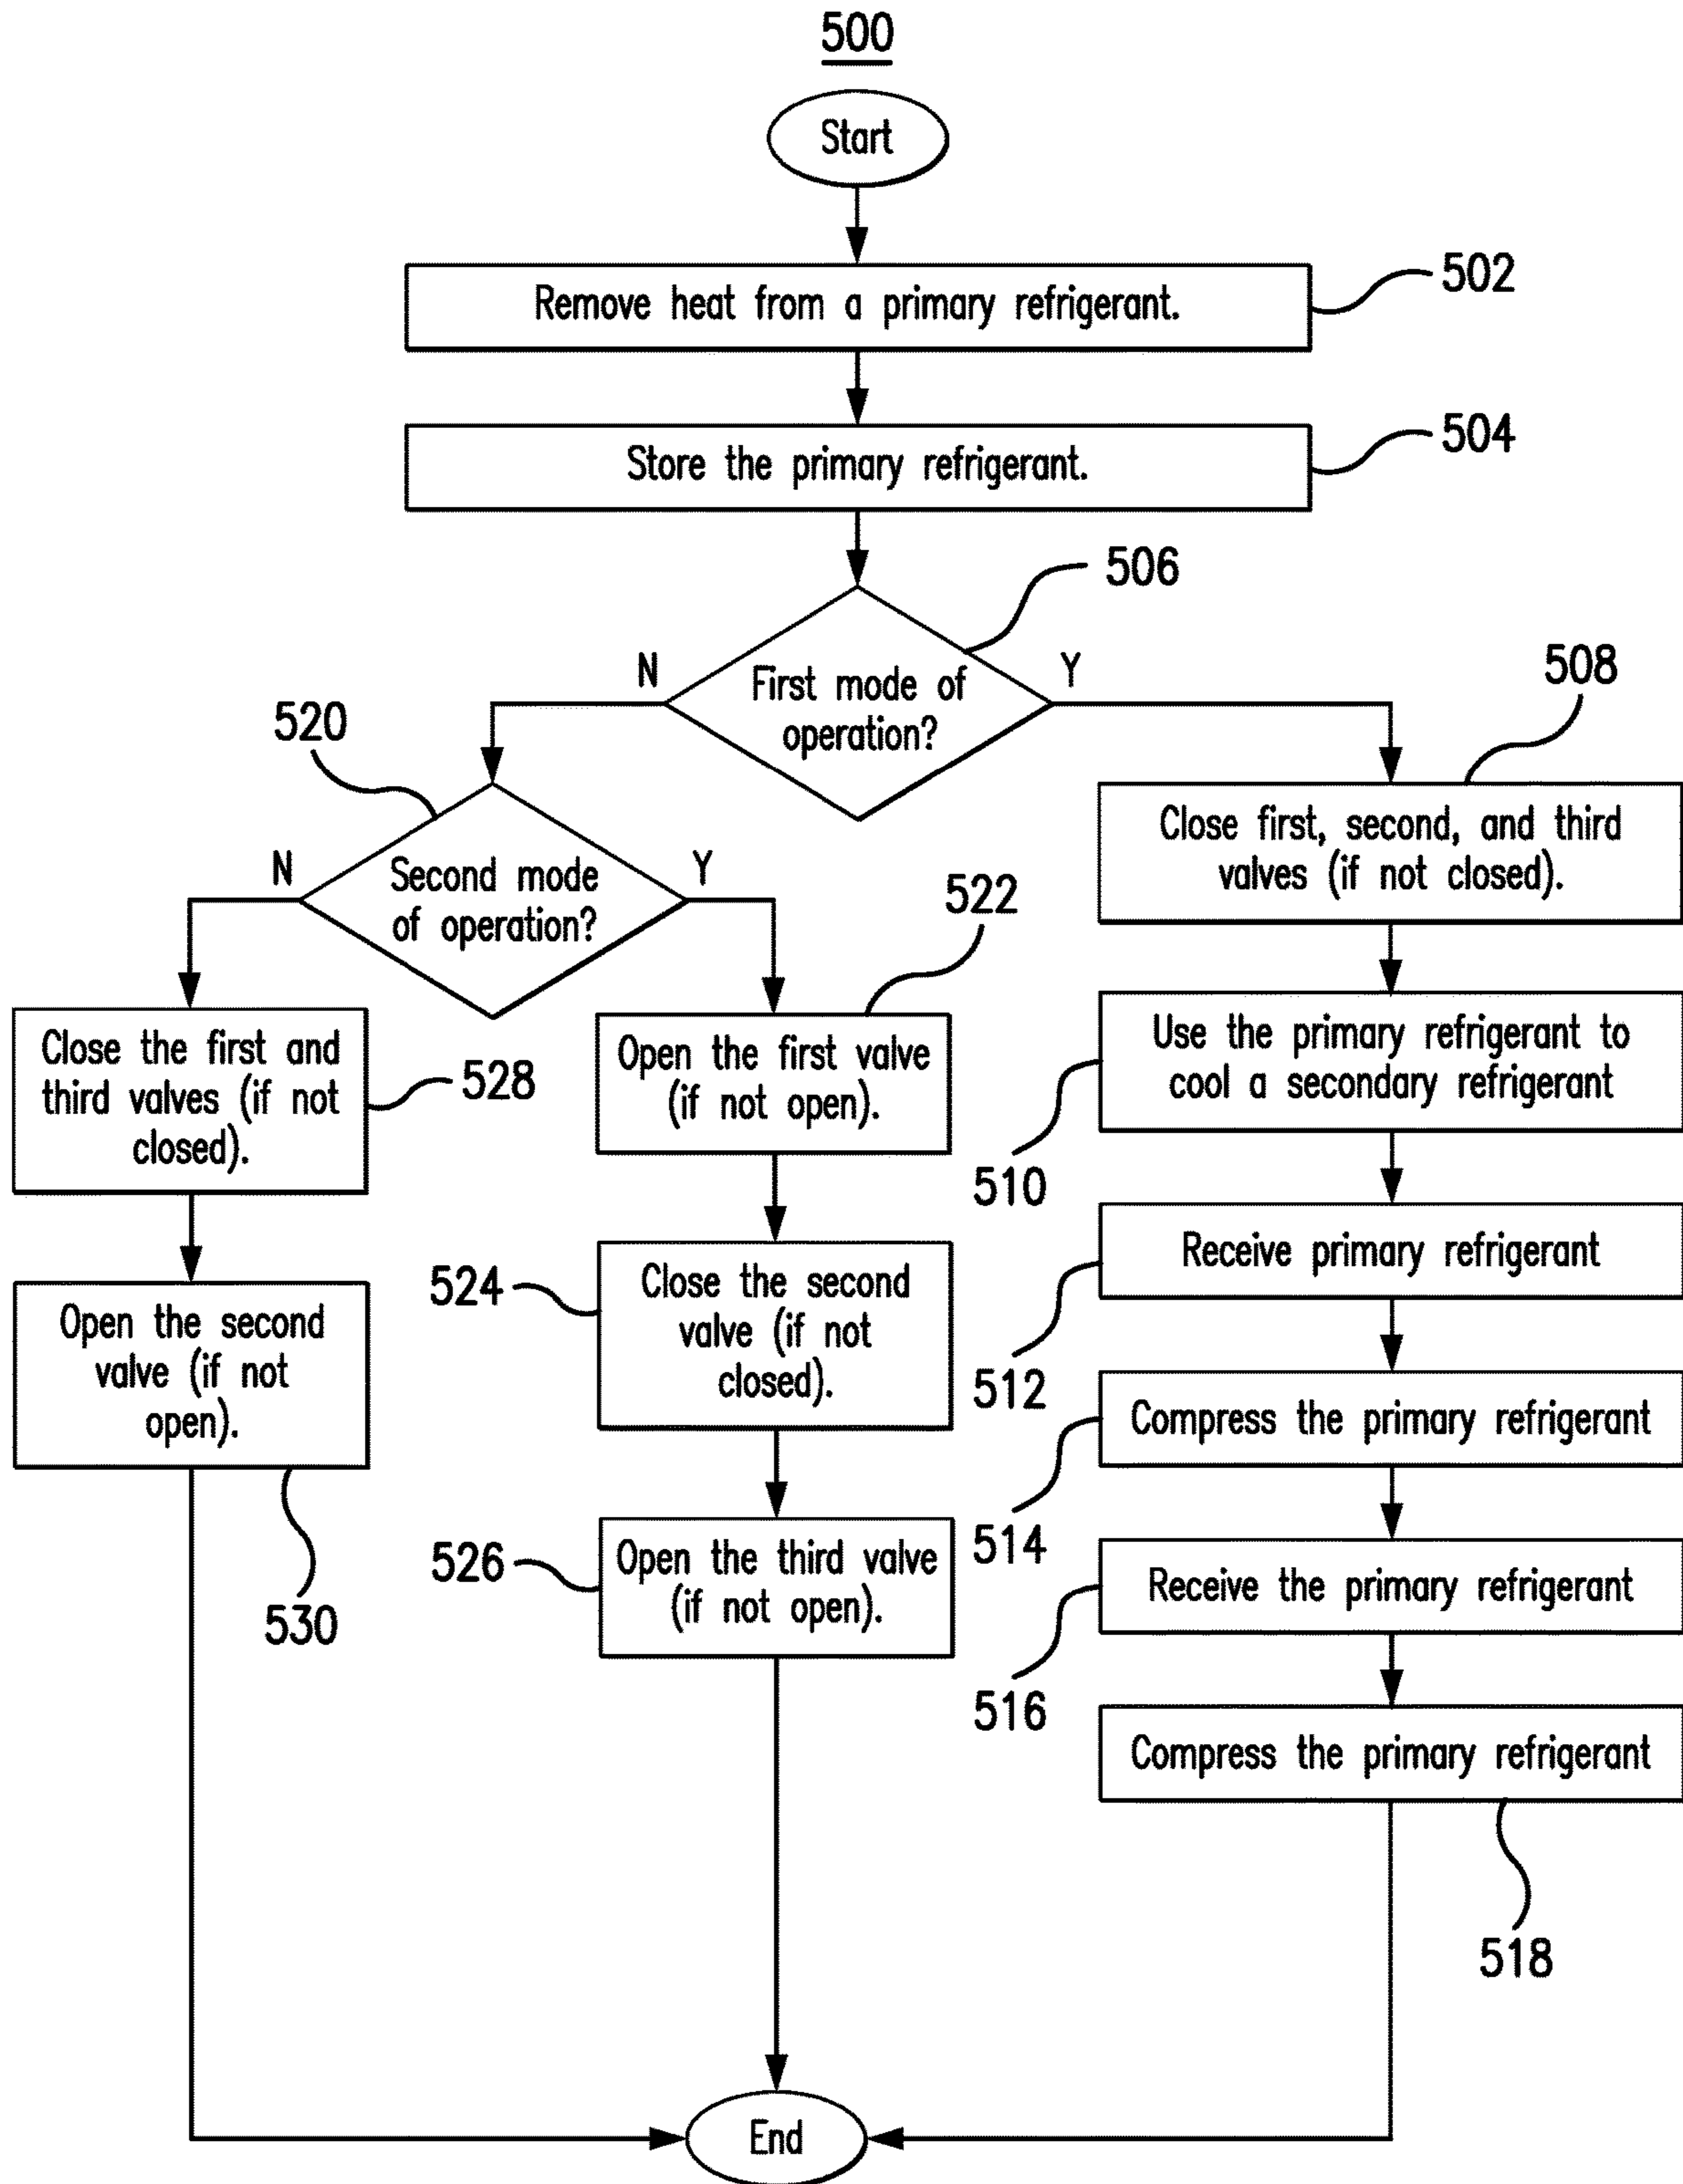 500
Start
Remove heat from a primary refrigerant.
502
Store the primary refrigerant.
504
506
First mode of
operation?
N
Y
508
Close first, second, and third
valves (if not closed).
520
Second mode
of operation?
N
Y
522
Use the primary refrigerant to
cool a secondary refrigerant
510
Close the first and
third valves (if not
closed).
528
Open the first valve
(if not open).
Receive primary refrigerant
512
524
Close the second
valve (if not
closed).
Open the second
valve (if not
open).
530
Compress the primary refrigerant
514
526
Open the third valve
(if not open).
Receive the primary refrigerant
516
Compress the primary refrigerant
518
End